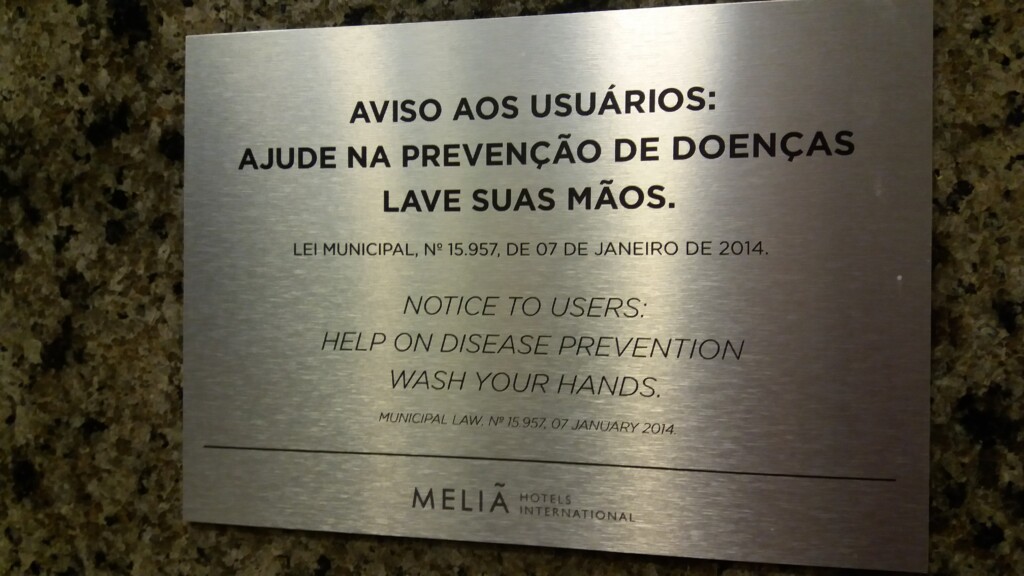 AVISO AOS USUÁRIOS:
AJUDE NA PREVENÇÃO DE DOENÇAS
LAVE SUAS MÃOS.
LEI MUNICIPAL, Nº 15.957, DE 07 DE JANEIRO DE 2014.
NOTICE TO USERS:
HELP ON DISEASE PREVENTION
WASH YOUR HANDS.
MUNICIPAL LAW. Nº 15.957, 07 JANUARY 2014.
MELIÃ HOTELS
INTERNATIONAL